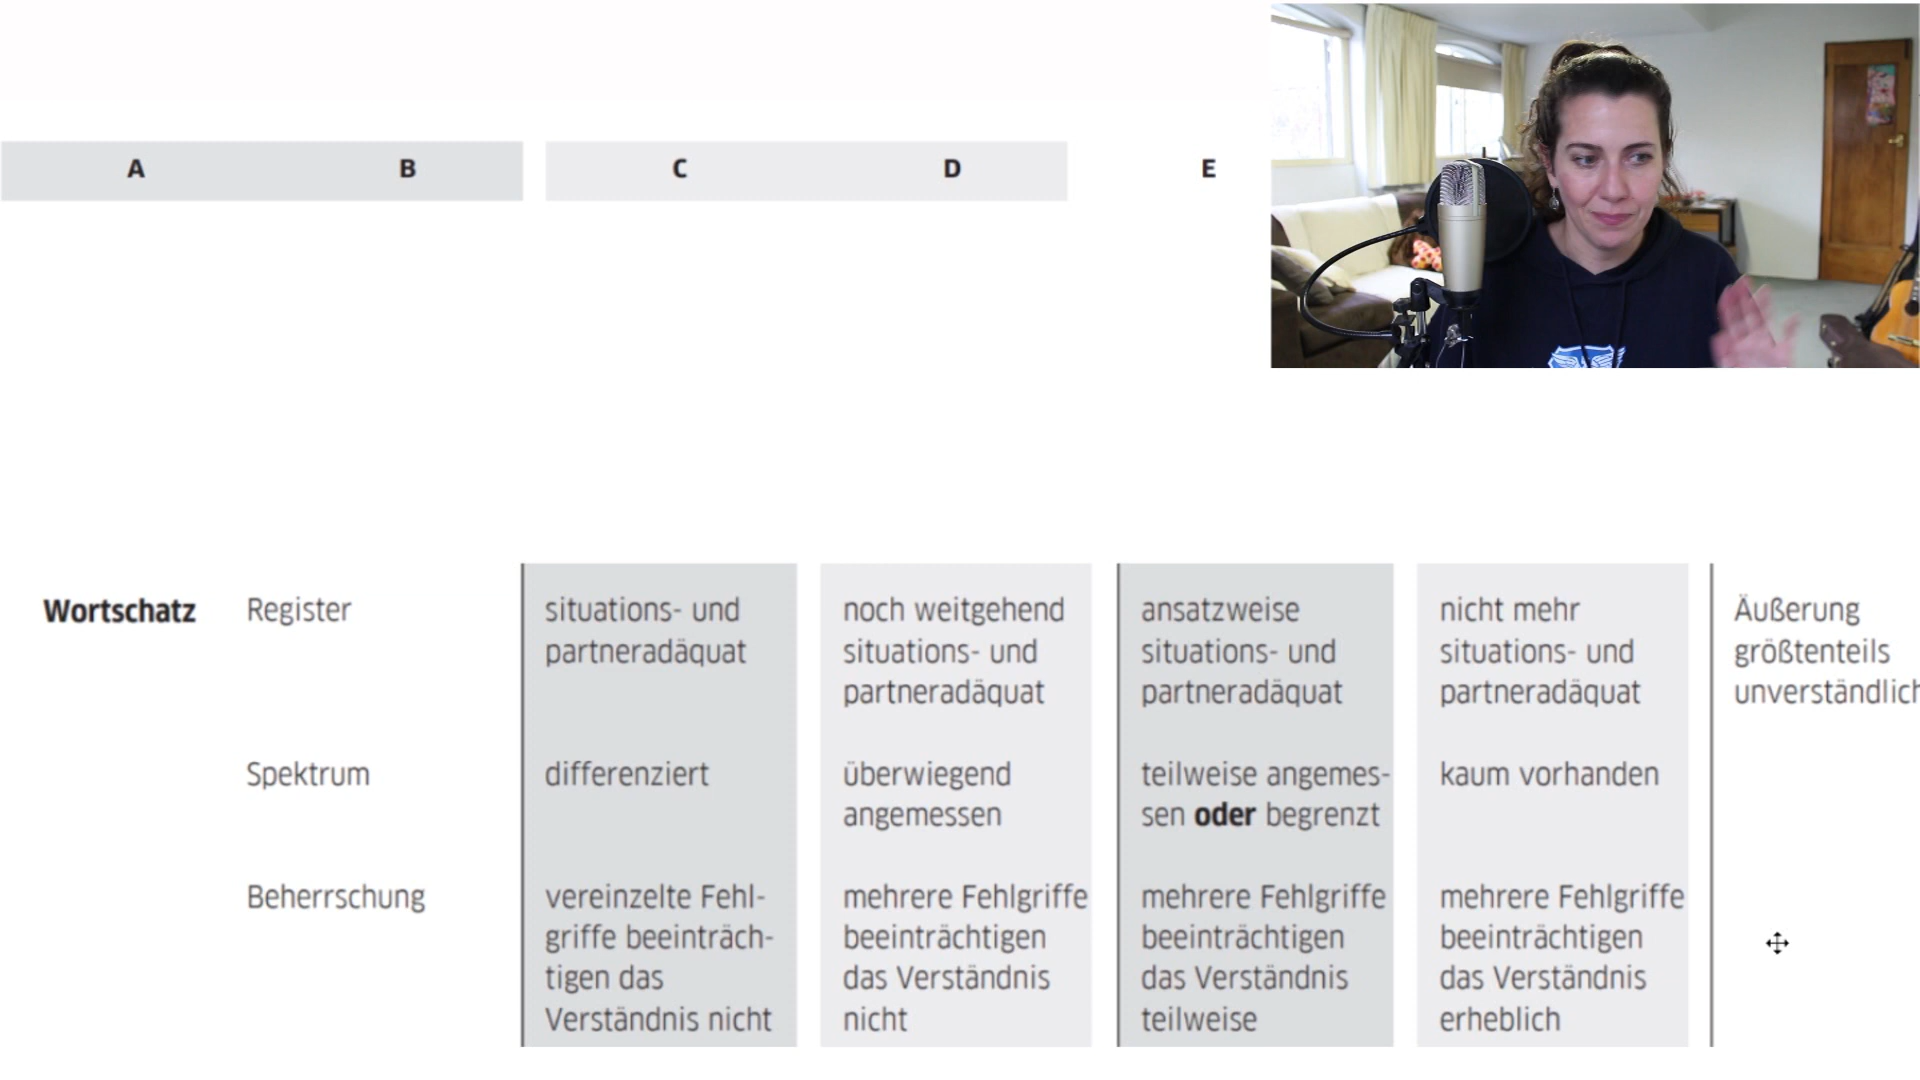 A B C D E
Wortschatz
Register
situations- und
partneradäquat
noch weitgehend
situations- und
partneradäquat
ansatzweise
situations- und
partneradäquat
nicht mehr
situations- und
partneradäquat
Äußerung
größtenteils
unverständlich
Spektrum
differenziert
überwiegend
angemessen
teilweise angemes-
sen oder begrenzt
kaum vorhanden
Beherrschung
vereinzelte Fehl-
griffe beeinträch-
tigen das
Verständnis nicht
mehrere Fehlgriffe
beeinträchtigen
das Verständnis
nicht
mehrere Fehlgriffe
beeinträchtigen
das Verständnis
teilweise
mehrere Fehlgriffe
beeinträchtigen
das Verständnis
erheblich